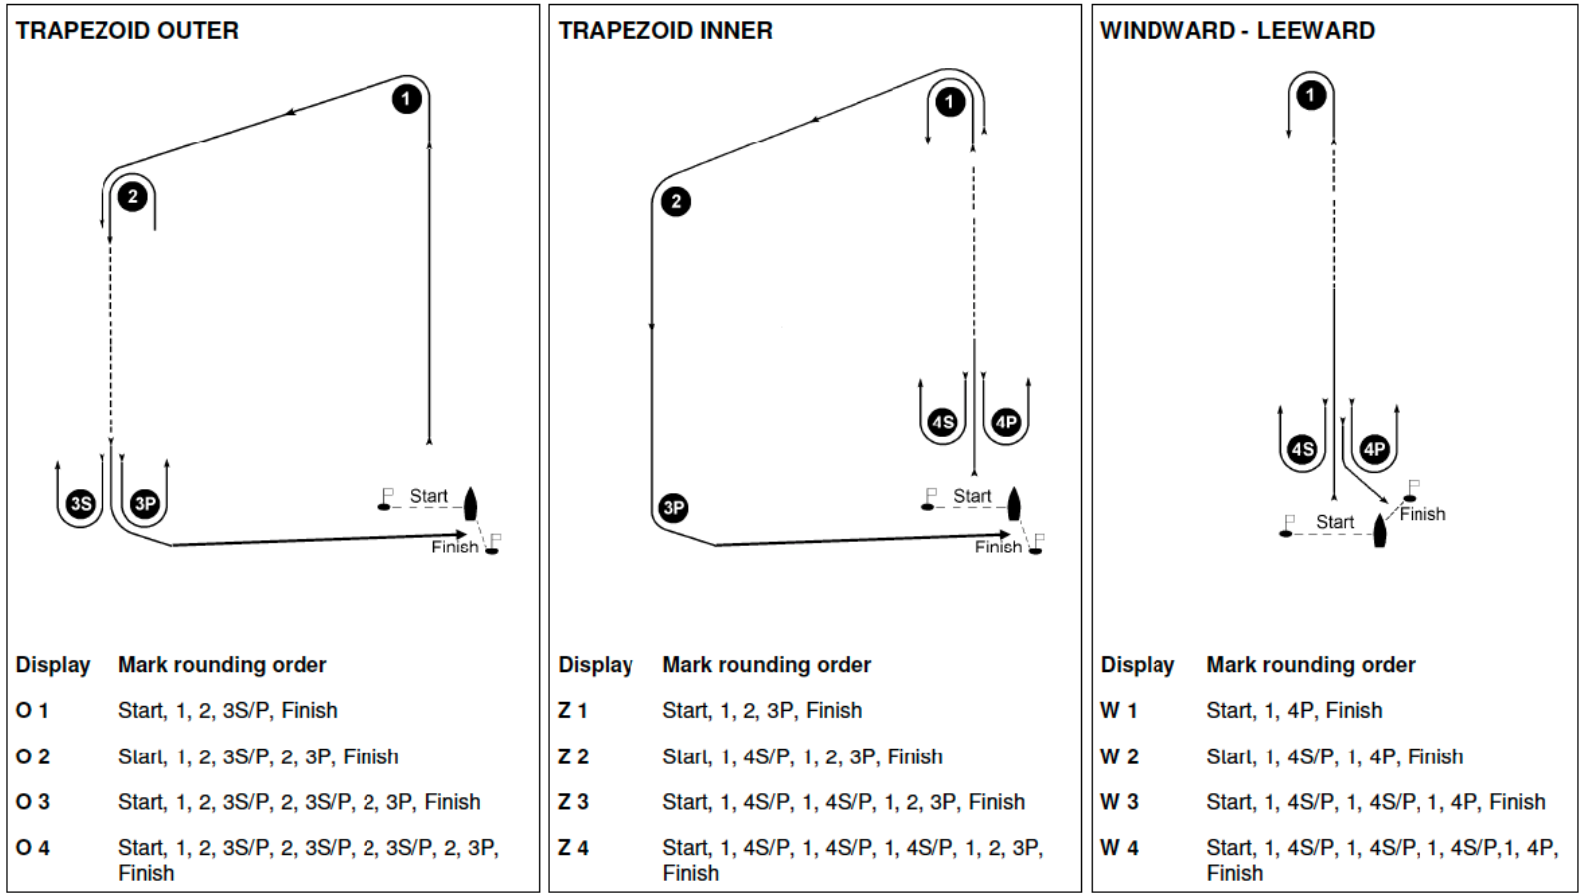 TRAPEZOID OUTER
1
2
3S
3P
Start
Finish
Display Mark rounding order
O 1 Start, 1, 2, 3S/P, Finish
O 2 Start, 1, 2, 3S/P, 2, 3P, Finish
O 3 Start, 1, 2, 3S/P, 2, 3S/P, 2, 3P, Finish
O 4 Start, 1, 2, 3S/P, 2, 3S/P, 2, 3S/P, 2, 3P,
Finish
TRAPEZOID INNER
1
2
4S
4P
3P
Start
Finish
Display Mark rounding order
Z 1 Start, 1, 2, 3P, Finish
Z 2 Start, 1, 4S/P, 1, 2, 3P, Finish
Z 3 Start, 1, 4S/P, 1, 4S/P, 1, 2, 3P, Finish
Z 4 Start, 1, 4S/P, 1, 4S/P, 1, 4S/P, 1, 2, 3P,
Finish
WINDWARD - LEEWARD
1
4S
4P
Start
Finish
Display Mark rounding order
W 1 Start, 1, 4P, Finish
W 2 Start, 1, 4S/P, 1, 4P, Finish
W 3 Start, 1, 4S/P, 1, 4S/P, 1, 4P, Finish
W 4 Start, 1, 4S/P, 1, 4S/P, 1, 4S/P,1, 4P,
Finish